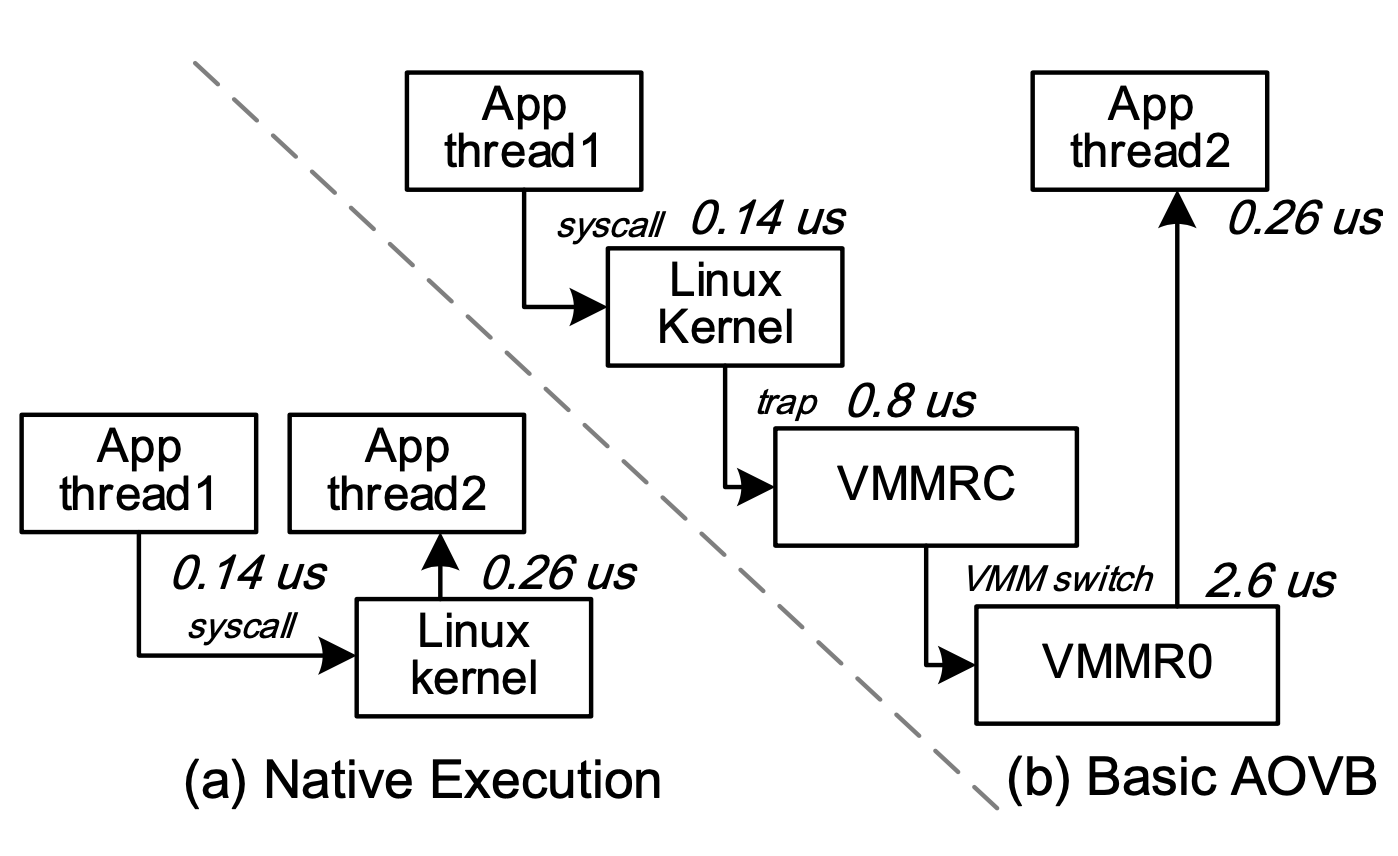 App
thread1
syscall 0.14 us
Linux
Kernel
trap 0.8 us
VMMRC
VMM switch 2.6 us
VMMR0
App
thread2
0.26 us
App
thread1
App
thread2
0.14 us
syscall
0.26 us
Linux
kernel
(a) Native Execution
(b) Basic AOVB